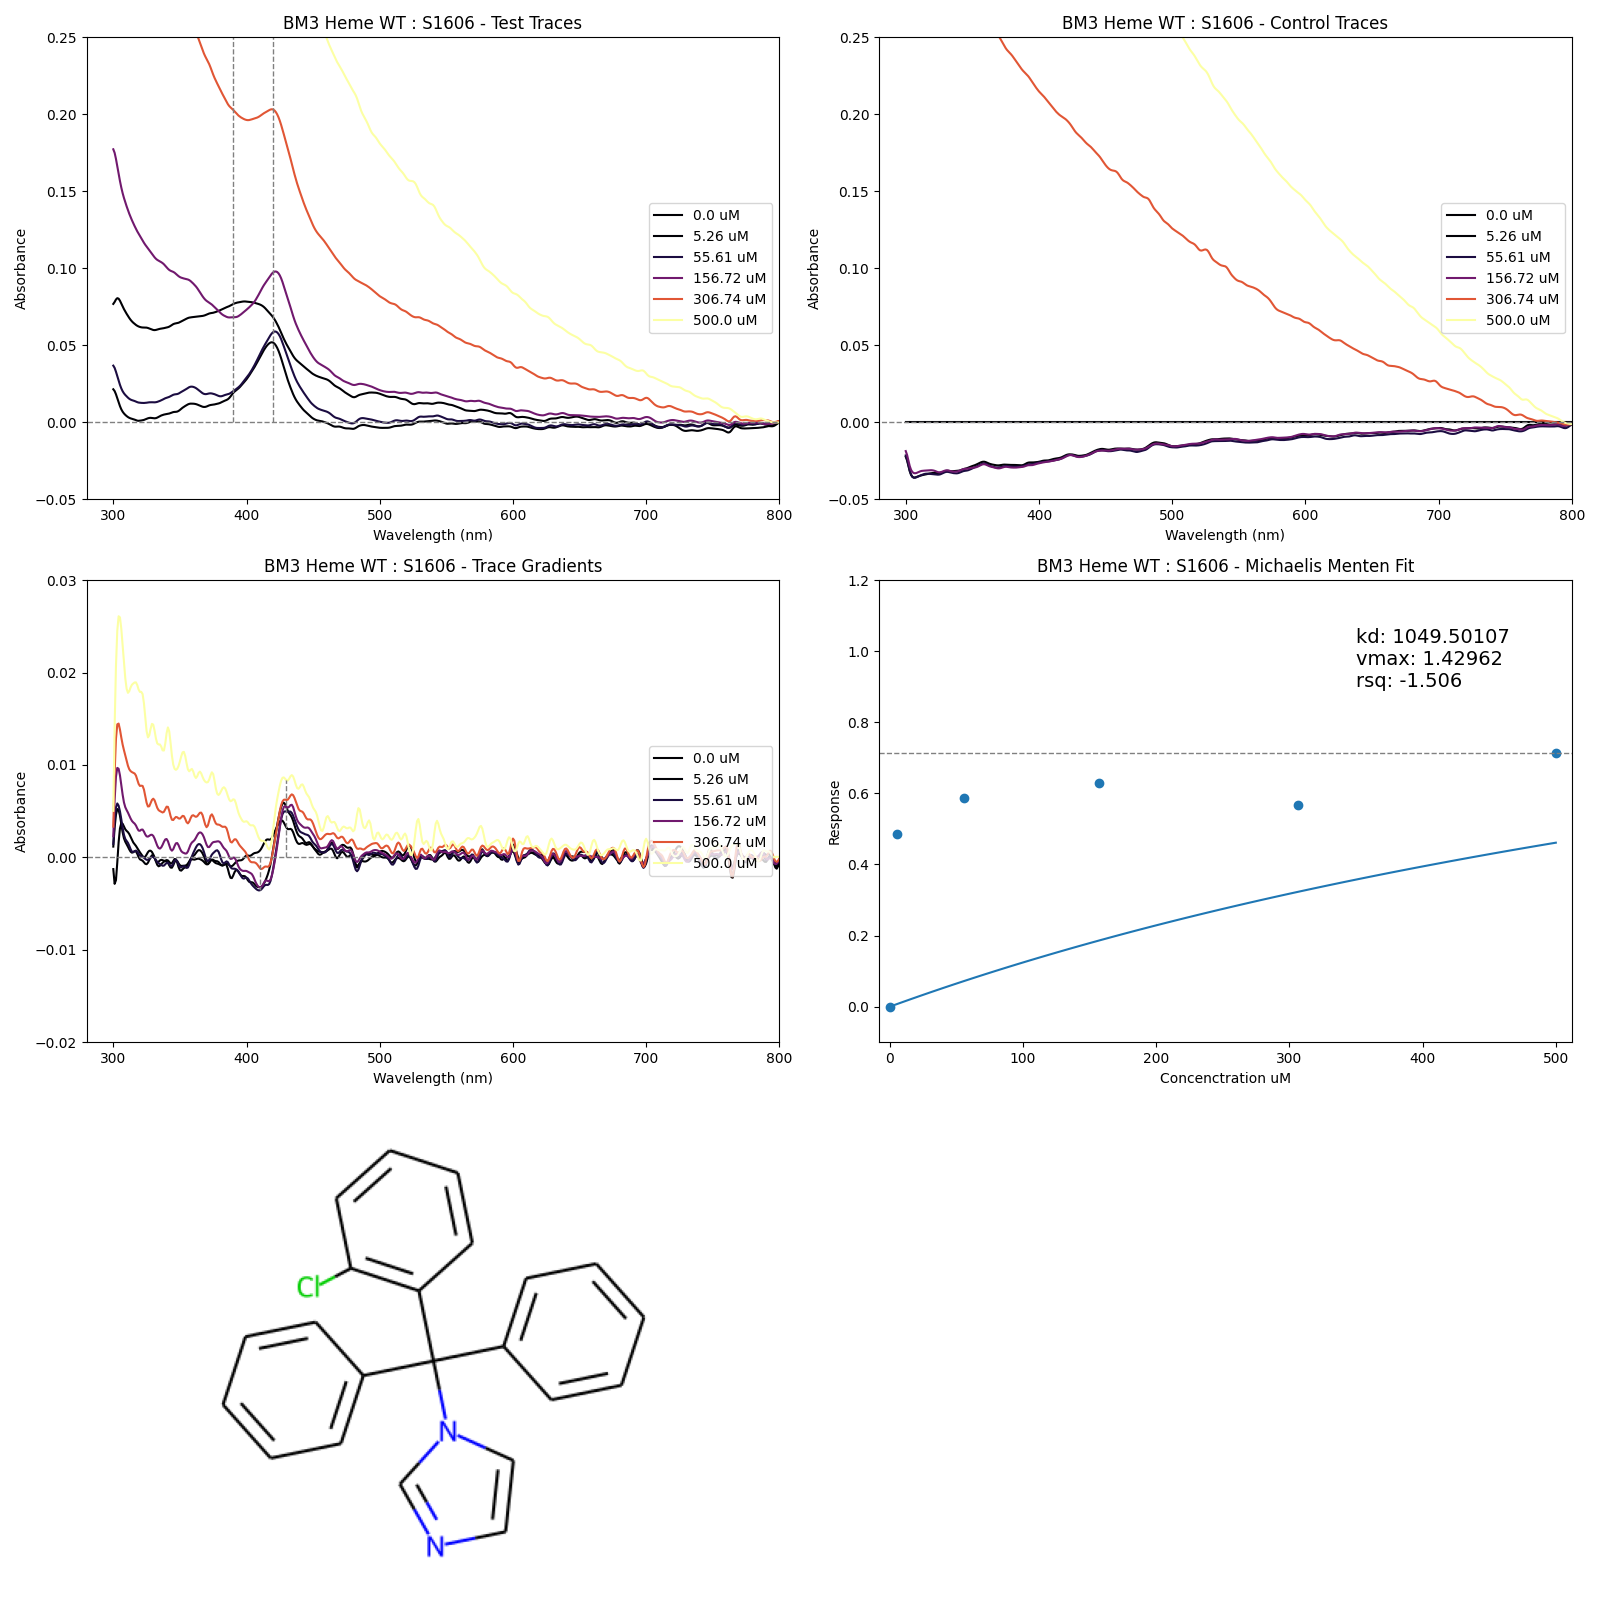 BM3 Heme WT : S1606 - Test Traces
0.25
0.20
0.15
0.10
0.05
0.00
−0.05
Absorbance
300 400 500 600 700 800
Wavelength (nm)
0.0 uM
5.26 uM
55.61 uM
156.72 uM
306.74 uM
500.0 uM
BM3 Heme WT : S1606 - Control Traces
0.25
0.20
0.15
0.10
0.05
0.00
−0.05
Absorbance
300 400 500 600 700 800
Wavelength (nm)
0.0 uM
5.26 uM
55.61 uM
156.72 uM
306.74 uM
500.0 uM
BM3 Heme WT : S1606 - Trace Gradients
0.03
0.02
0.01
0.00
−0.01
−0.02
Absorbance
300 400 500 600 700 800
Wavelength (nm)
0.0 uM
5.26 uM
55.61 uM
156.72 uM
306.74 uM
500.0 uM
BM3 Heme WT : S1606 - Michaelis Menten Fit
1.2
1.0
0.8
0.6
0.4
0.2
0.0
Response
0 100 200 300 400 500
Concenctration uM
kd: 1049.50107
vmax: 1.42962
rsq: -1.506
Cl
N
N